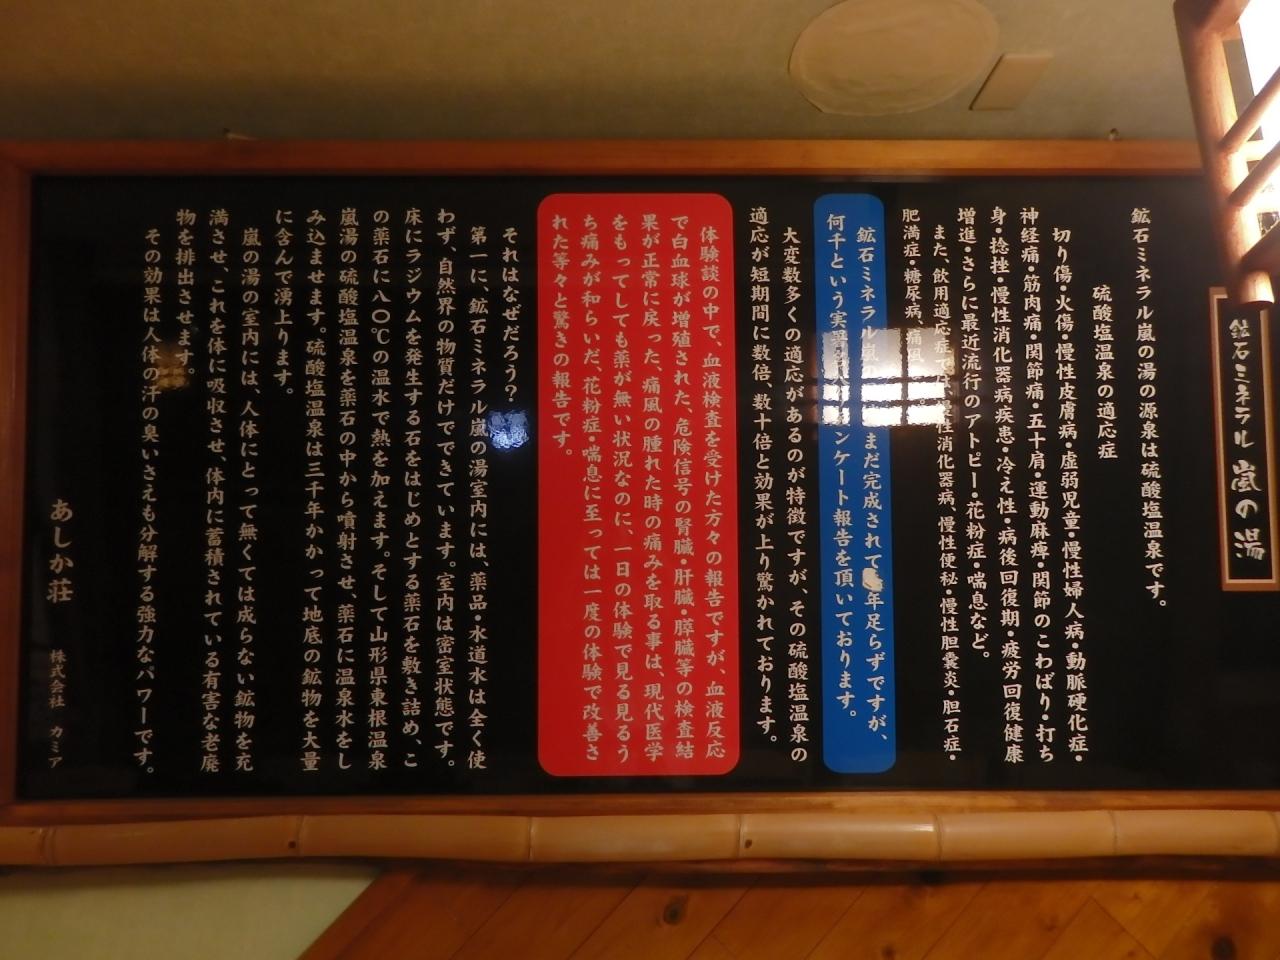 鉱石ミネラル 嵐の湯
鉱石ミネラル嵐の湯の源泉は硫酸塩温泉です。
硫酸塩温泉の適応症
切り傷・火傷・慢性皮膚病・虚弱児童・慢性婦人病・動脈硬化症・
神経痛・筋肉痛・関節痛・五十肩・運動麻痺・関節のこわばり・打ち
身・捻挫・慢性消化器病疾患・冷え性・病後回復期・疲労回復健康
増進・さらに最近流行のアトピー・花粉症・喘息など。
また、飲用適応症 性消化器病、慢性便秘・慢性胆嚢炎・胆石症・
肥満症・糖尿病、痛風
鉱石ミネラル嵐の まだ完成されて 年足らずですが、
何千という実 ンケート報告を頂いております。
大変数多くの適応があるのが特徴ですが、その硫酸塩温泉の
適応が短期間に数倍、数十倍と効果が上り驚かれております。
体験談の中で、血液検査を受けた方々の報告ですが、血液反応
で白血球が増殖された、危険信号の腎臓・肝臓・膵臓等の検査結
果が正常に戻った、痛風の腫れた時の痛みを取る事は、現代医学
をもってしても薬が無い状況なのに、一日の体験で見る見るう
ち痛みが和らいだ、花粉症・喘息に至っては一度の体験で改善さ
れた等々と驚きの報告です。
それはなぜだろう？
第一に、鉱石ミネラル嵐の湯室内には、薬品・水道水は全く使
わず、自然界の物質だけでできています。室内は密室状態です。
床にラジウムを発生する石をはじめとする薬石を敷き詰め、こ
の薬石に八〇℃の温水で熱を加えます。そして山形県東根温泉
嵐湯の硫酸塩温泉を薬石の中から噴射させ、薬石に温泉水をし
み込ませます。硫酸塩温泉は三千年かかって地底の鉱物を大量
に含んで湧上ります。
嵐の湯の室内には、人体にとって無くては成らない鉱物を充
満させ、これを体に吸収させ、体内に蓄積されている有害な老廃
物を排出させます。
その効果は人体の汗の臭いさえも分解する強力なパワーです。
あしか荘 株式会社 カミア